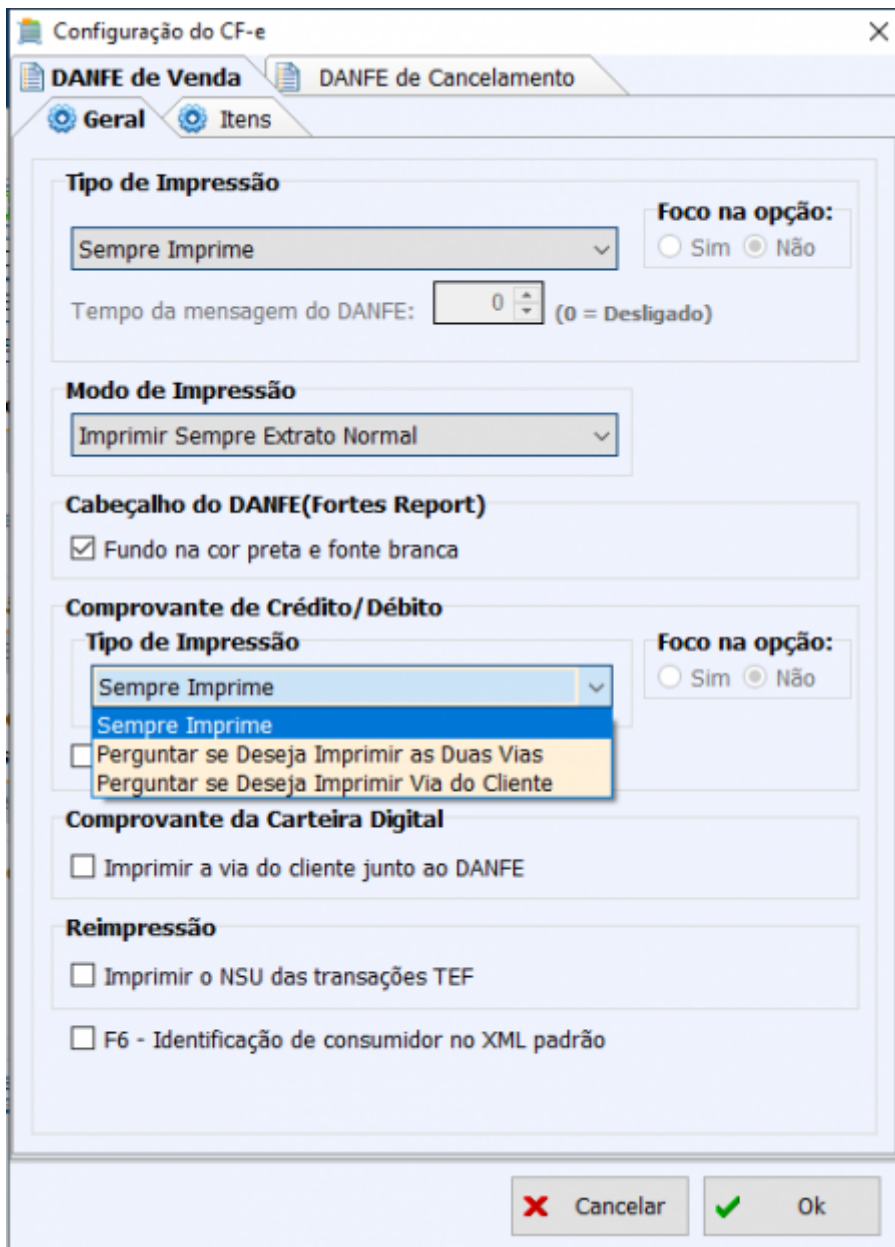 Configuração do CF-e
DANFE de Venda DANFE de Cancelamento
Geral Itens
Tipo de Impressão
Foco na opção:
Sempre Imprime
Sim Não
Tempo da mensagem do DANFE: 0 (0 = Desligado)
Modo de Impressão
Imprimir Sempre Extrato Normal
Cabeçalho do DANFE(Fortes Report)
Fundo na cor preta e fonte branca
Comprovante de Crédito/Débito
Tipo de Impressão
Foco na opção:
Sempre Imprime
Sim Não
Sempre Imprime
Perguntar se Deseja Imprimir as Duas Vias
Perguntar se Deseja Imprimir Via do Cliente
Comprovante da Carteira Digital
Imprimir a via do cliente junto ao DANFE
Reimpressão
Imprimir o NSU das transações TEF
F6 - Identificação de consumidor no XML padrão
Cancelar Ok